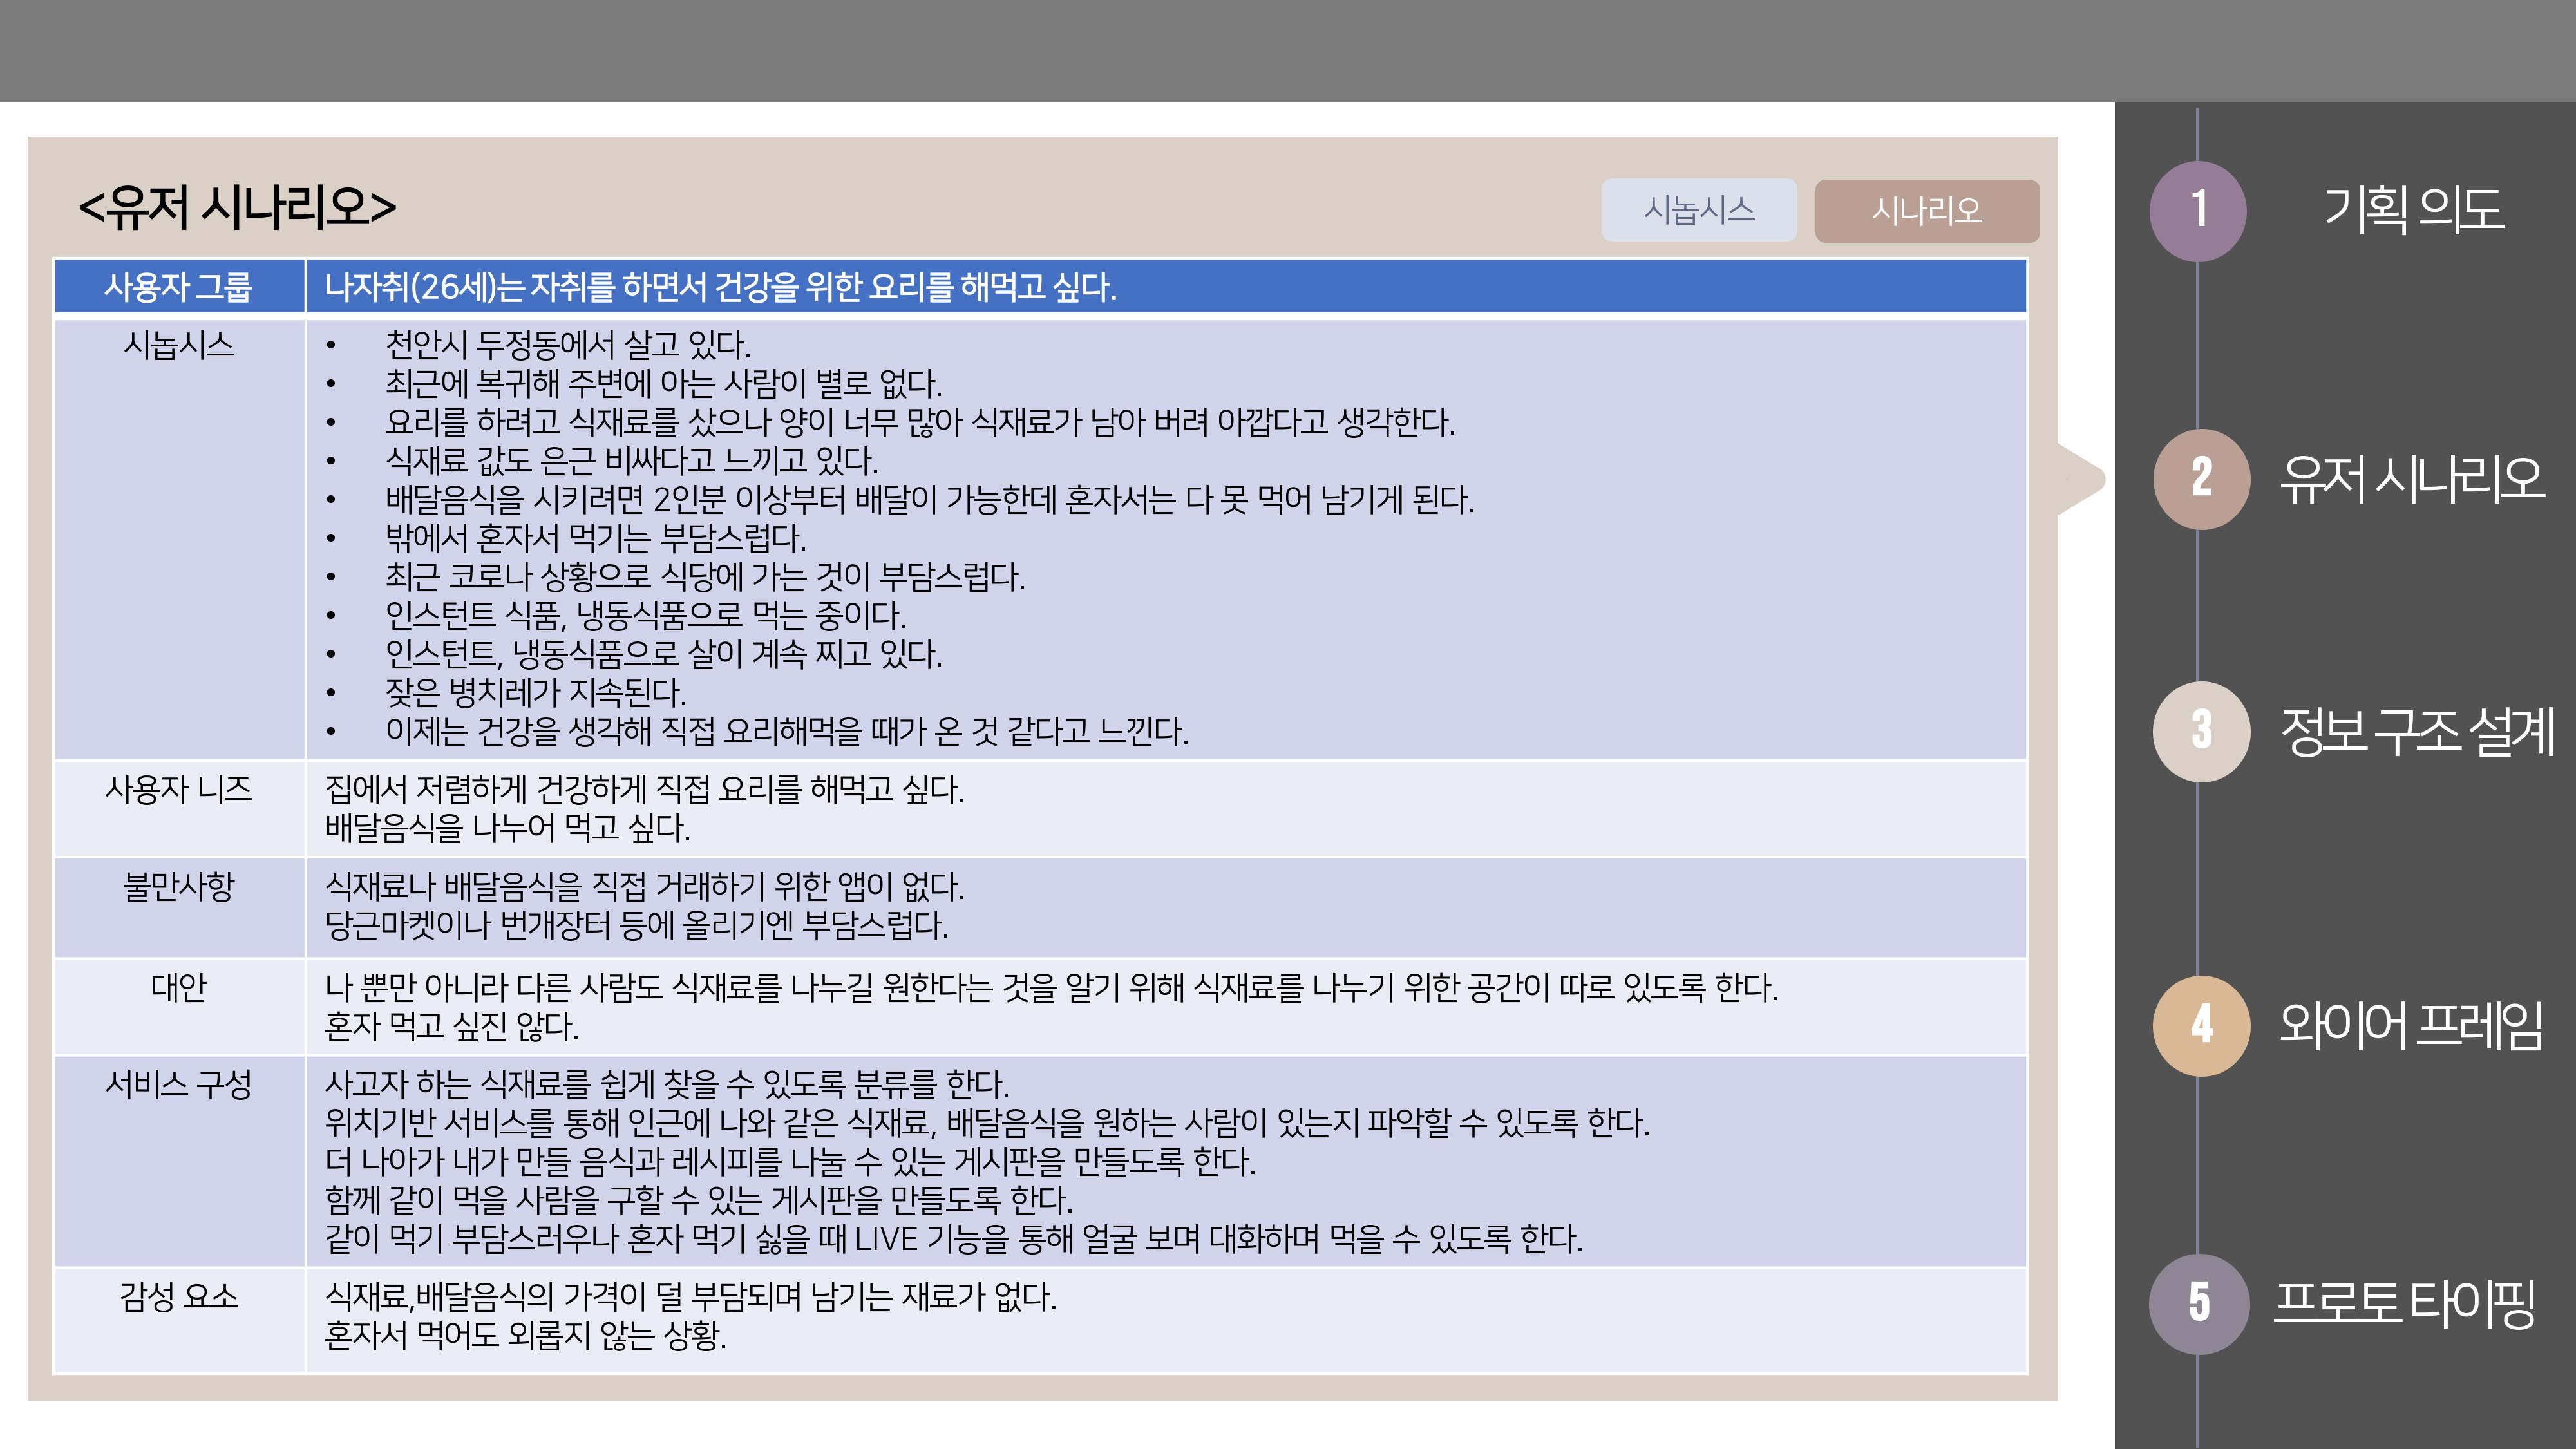 <유저 시나리오>
시놉시스
시나리오
사용자 그룹
나자취(26세)는 자취를 하면서 건강을 위한 요리를 해먹고 싶다.
시놉시스
• 천안시 두정동에서 살고 있다.
• 최근에 복귀해 주변에 아는 사람이 별로 없다.
• 요리를 하려고 식재료를 샀으나 양이 너무 많아 식재료가 남아 버려 아깝다고 생각한다.
• 식재료 값도 은근 비싸다고 느끼고 있다.
• 배달음식을 시키려면 2인분 이상부터 배달이 가능한데 혼자서는 다 못 먹어 남기게 된다.
• 밖에서 혼자서 먹기는 부담스럽다.
• 최근 코로나 상황으로 식당에 가는 것이 부담스럽다.
• 인스턴트 식품, 냉동식품으로 먹는 중이다.
• 인스턴트, 냉동식품으로 살이 계속 찌고 있다.
• 잦은 병치레가 지속된다.
• 이제는 건강을 생각해 직접 요리해먹을 때가 온 것 같다고 느낀다.
사용자 니즈
집에서 저렴하게 건강하게 직접 요리를 해먹고 싶다.
배달음식을 나누어 먹고 싶다.
불만사항
식재료나 배달음식을 직접 거래하기 위한 앱이 없다.
당근마켓이나 번개장터 등에 올리기엔 부담스럽다.
대안
나 뿐만 아니라 다른 사람도 식재료를 나누길 원한다는 것을 알기 위해 식재료를 나누기 위한 공간이 따로 있도록 한다.
혼자 먹고 싶진 않다.
서비스 구성
사고자 하는 식재료를 쉽게 찾을 수 있도록 분류를 한다.
위치기반 서비스를 통해 인근에 나와 같은 식재료, 배달음식을 원하는 사람이 있는지 파악할 수 있도록 한다.
더 나아가 내가 만들 음식과 레시피를 나눌 수 있는 게시판을 만들도록 한다.
함께 같이 먹을 사람을 구할 수 있는 게시판을 만들도록 한다.
같이 먹기 부담스러우나 혼자 먹기 싫을 때 LIVE 기능을 통해 얼굴 보며 대화하며 먹을 수 있도록 한다.
감성 요소
식재료,배달음식의 가격이 덜 부담되며 남기는 재료가 없다.
혼자서 먹어도 외롭지 않는 상황.
1 기획 의도
2 유저 시나리오
3 정보 구조 설계
4 와이어 프레임
5 프로토 타이핑